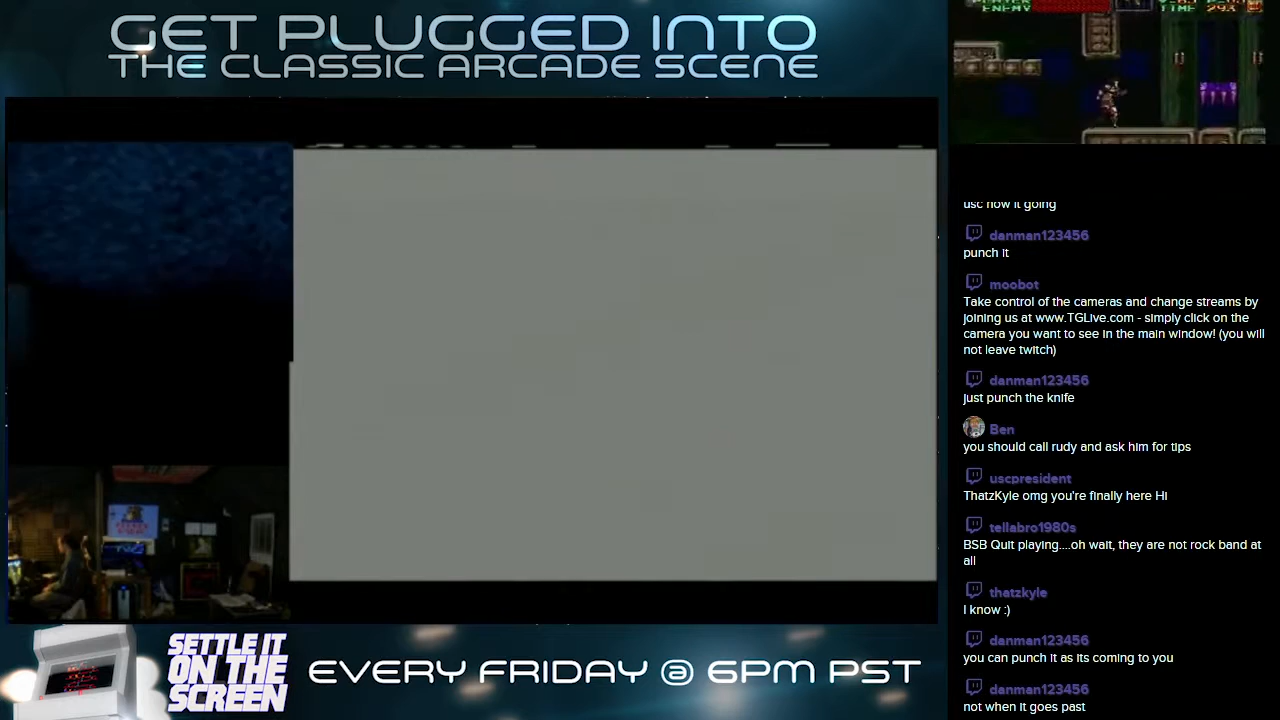 GET PLUGGED INTO
THE CLASSIC ARCADE SCENE
ENEMY
TIME
usc how it going
danman123456
punch it
moobot
Take control of the cameras and change streams by
joining us at www.TGLive.com - simply click on the
camera you want to see in the main window! (you will
not leave twitch)
danman123456
just punch the knife
Ben
you should call rudy and ask him for tips
uscpresident
ThatzKyle omg you're finally here HI
tellabro1980s
BSB Quit playing....oh wait, they are not rock band at
all
thatzkyle
I know :)
danman123456
you can punch it as its coming to you
danman123456
not when it goes past
SETTLE IT
ON THE
SCREEN
EVERY FRIDAY @ 6PM PST